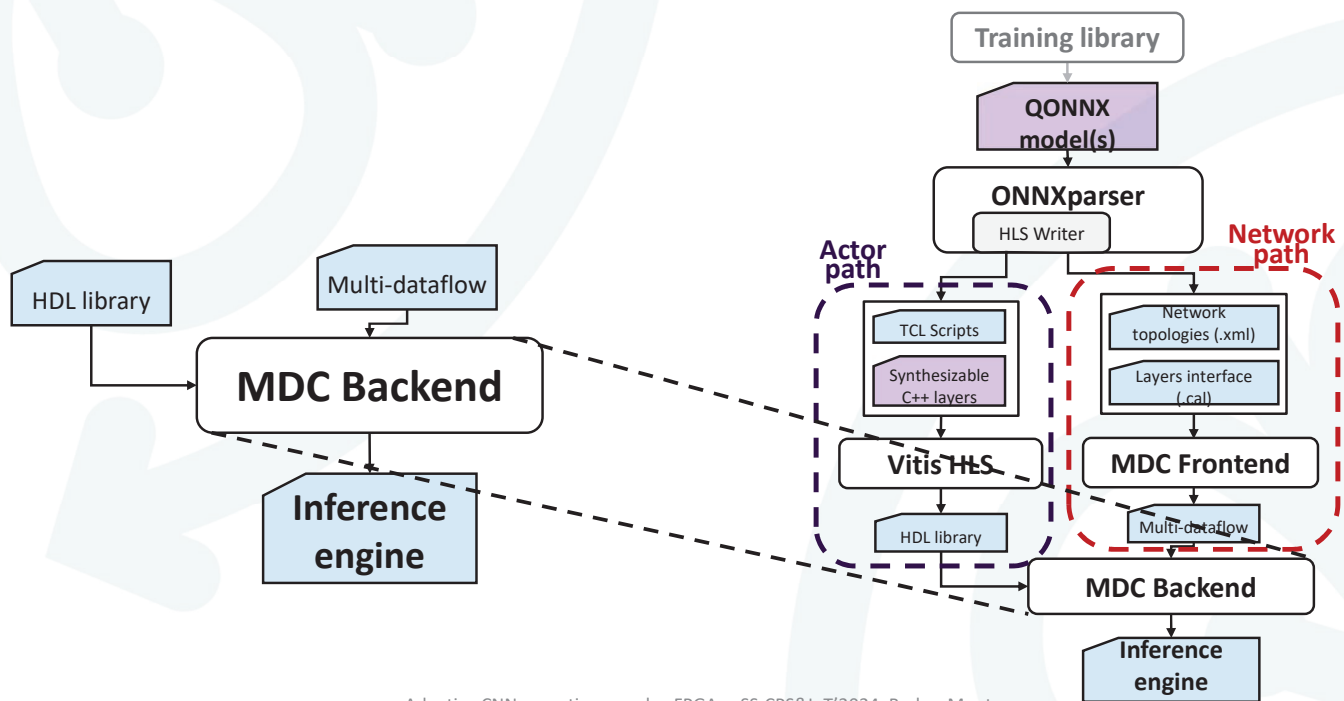 Training library
QONNX
model(s)
ONNXparser
HLS Writer
Actor
path
Network
path
TCL Scripts
Synthesizable
C++ layers
Network
topologies (.xml)
Layers interface
(.cal)
Vitis HLS
MDC Frontend
HDL library
Multi-dataflow
MDC Backend
Inference
engine
HDL library
Multi-dataflow
MDC Backend
Inference
engine